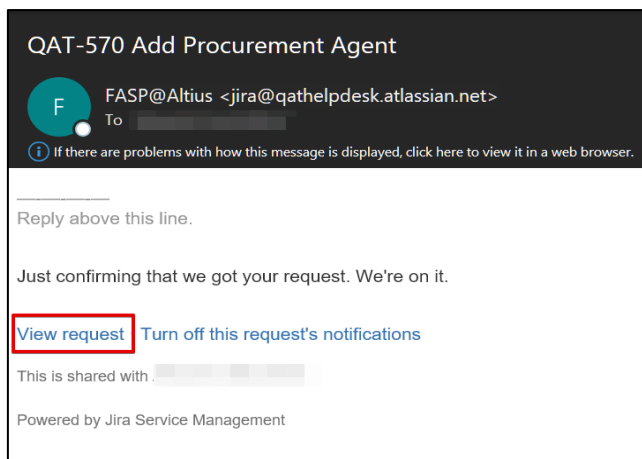 QAT-570 Add Procurement Agent
F
FASP@Altius <jira@qathelpdesk.atlassian.net>
To
If there are problems with how this message is displayed, click here to view it in a web browser.
—-—-—-—
Reply above this line.
Just confirming that we got your request. We're on it.
View request · Turn off this request's notifications
This is shared with
Powered by Jira Service Management